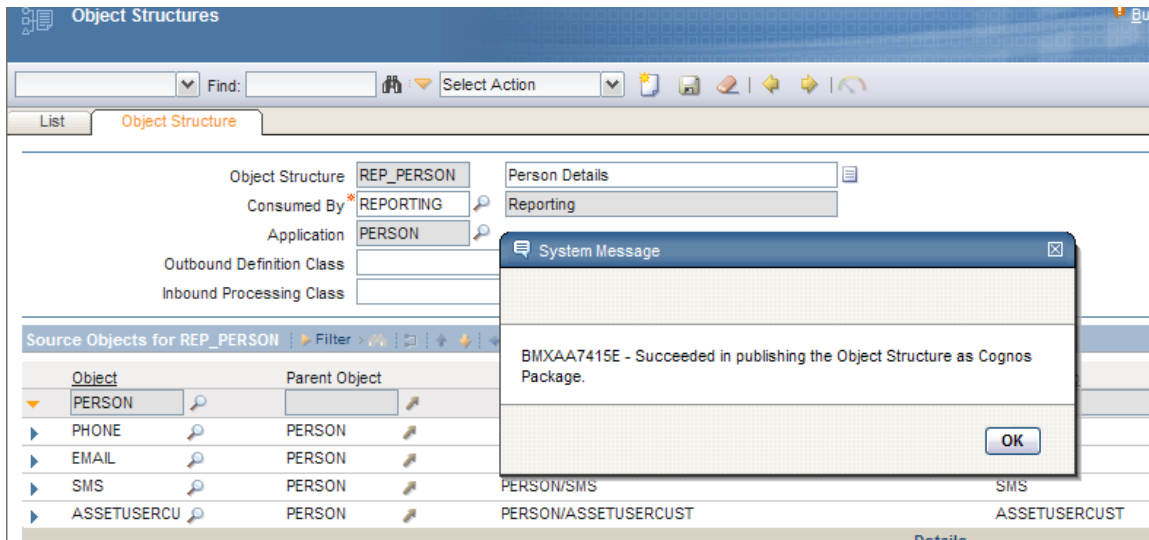 Object Structures
Bu
Find:
Select Action
List
Object Structure
Object Structure REP_PERSON Person Details
Consumed By * REPORTING Reporting
Application PERSON
Outbound Definition Class
Inbound Processing Class
System Message
BMXAA7415E - Succeeded in publishing the Object Structure as Cognos
Package.
OK
Source Objects for REP_PERSON Filter
Object Parent Object
PERSON
PHONE PERSON
EMAIL PERSON
SMS PERSON PERSON/SMS SMS
ASSETUSERCU PERSON PERSON/ASSETUSERCUST ASSETUSERCUST
Details